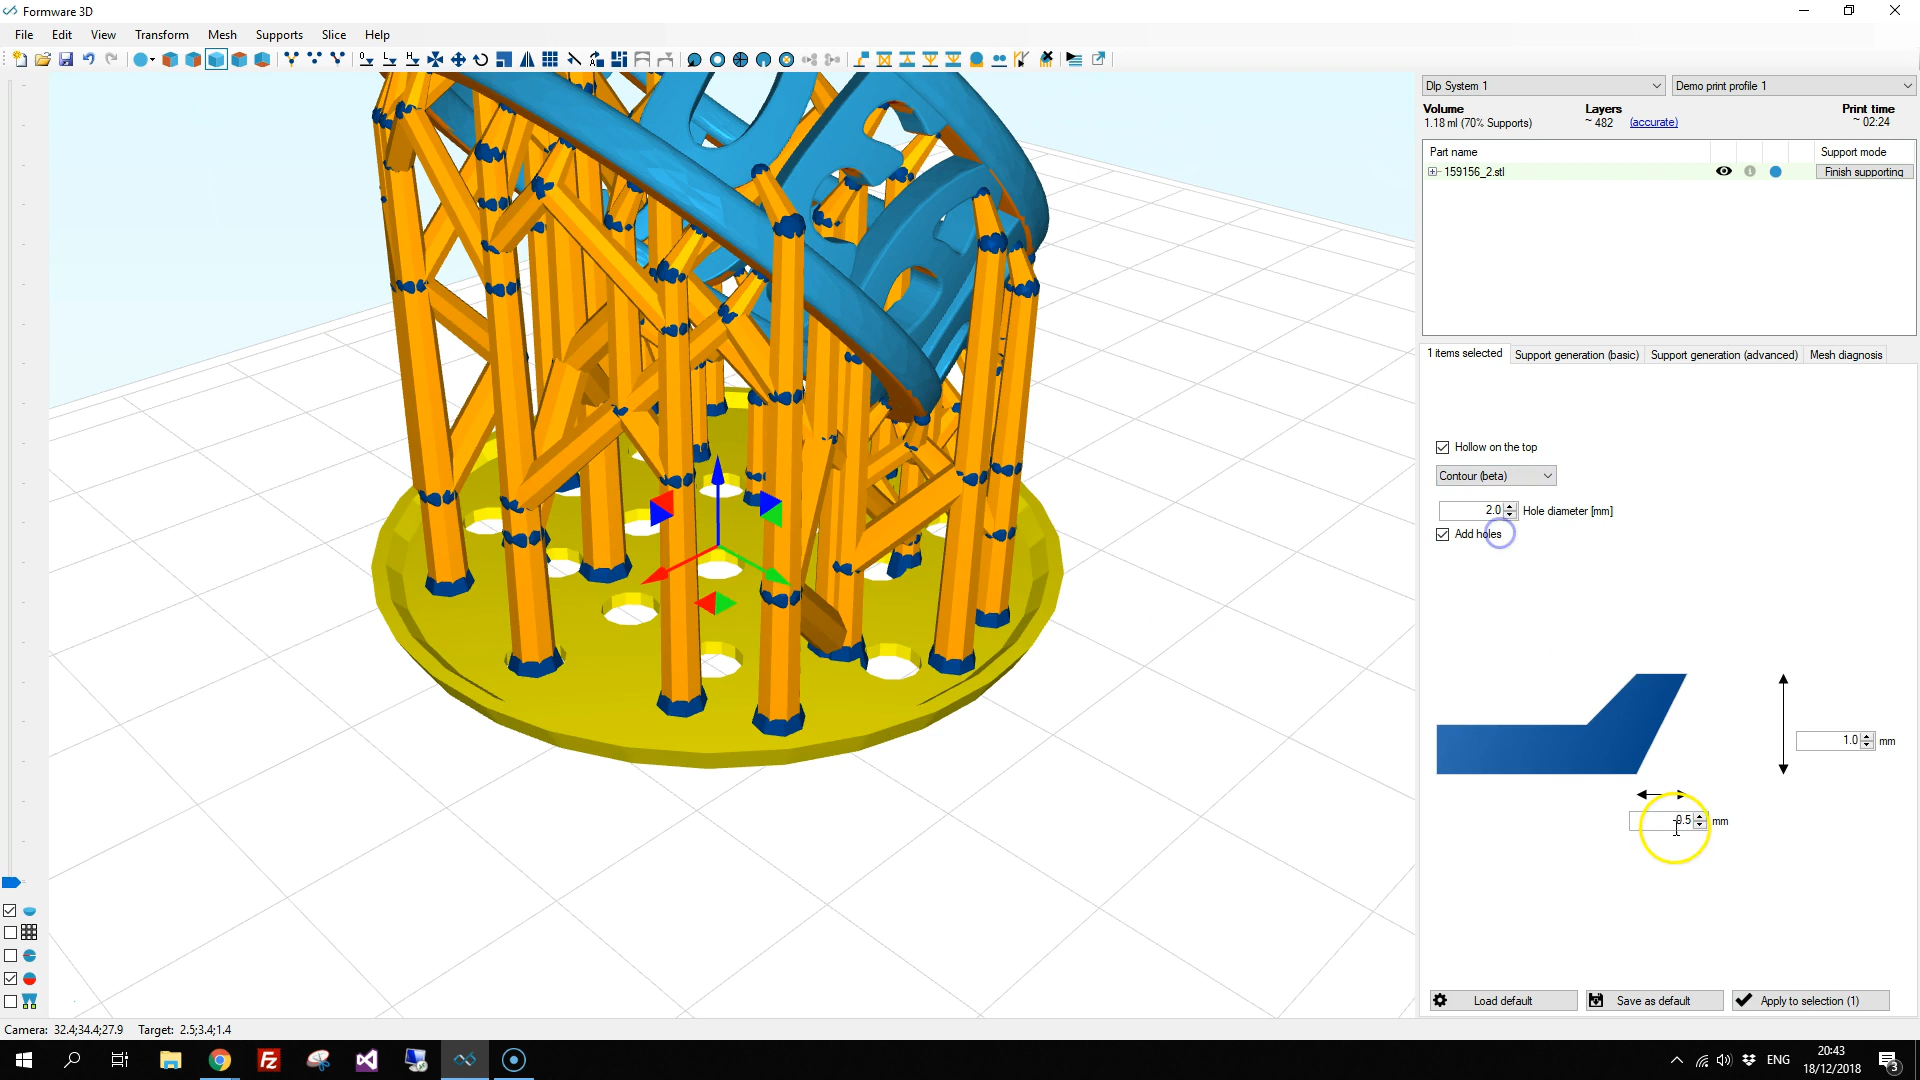 Formware 3D
File Edit View Transform Mesh Supports Slice Help
Dlp System 1 Demo print profile 1
Volume Layers Print time
1.18 ml (70% Supports) ~ 482 (accurate) ~ 02:24
Part name Support mode
159156_2.stl Finish supporting
1 items selected Support generation (basic) Support generation (advanced) Mesh diagnosis
Hollow on the top
Contour (beta)
2.0 Hole diameter [mm]
Add holes
1.0 mm
-0.5 mm
Load default Save as default Apply to selection (1)
Camera: 32.4;34.4;27.9 Target: 2.5;3.4;1.4
ENG 20:43
18/12/2018 3